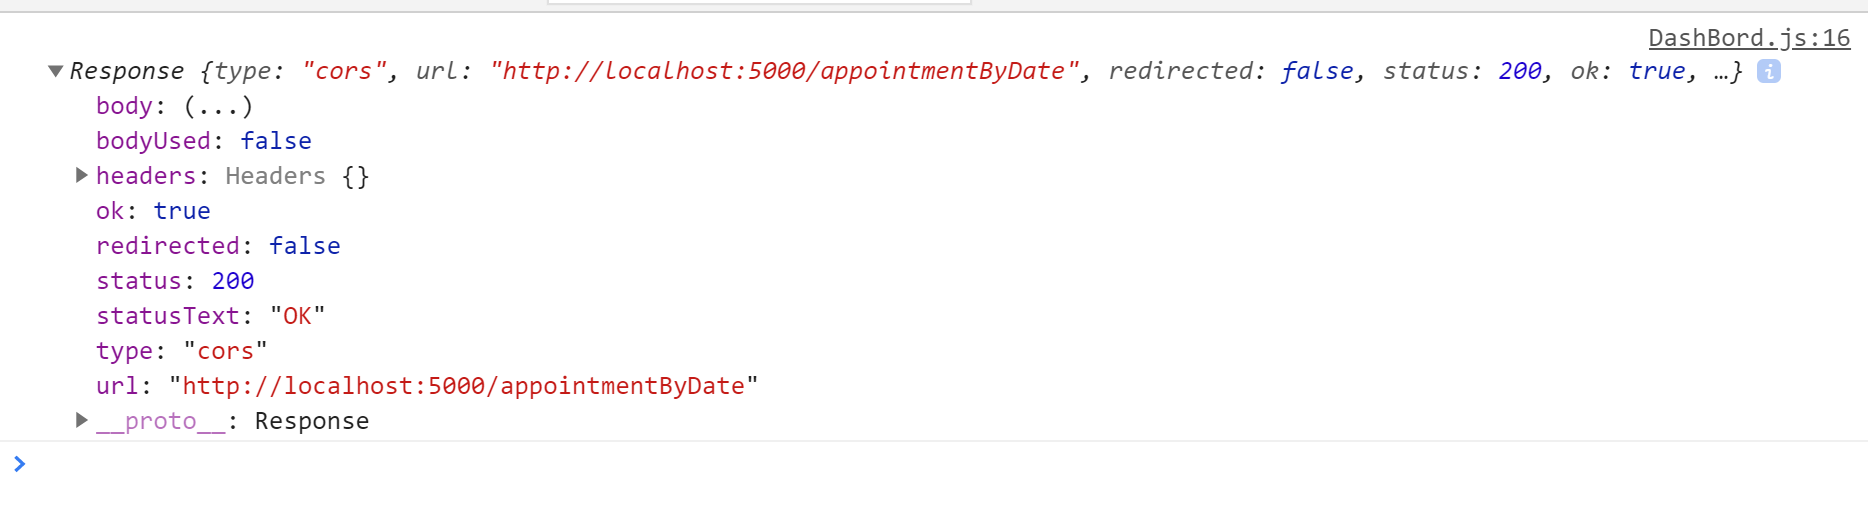 DashBord.js:16
▼Response {type: "cors", url: "http://localhost:5000/appointmentByDate", redirected: false, status: 200, ok: true, …} i
body: (...)
bodyUsed: false
▶headers: Headers {}
ok: true
redirected: false
status: 200
statusText: "OK"
type: "cors"
url: "http://localhost:5000/appointmentByDate"
▶__proto__: Response
>